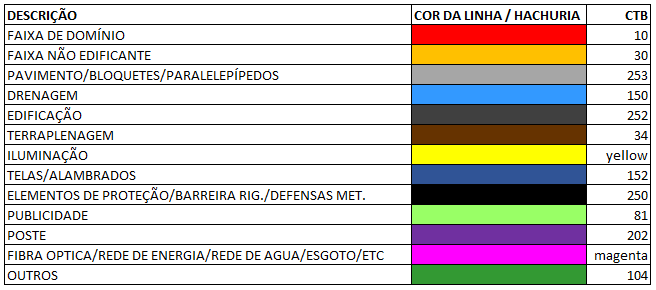 DESCRIÇÃO COR DA LINHA / HACHURIA CTB
FAIXA DE DOMÍNIO 10
FAIXA NÃO EDIFICANTE 30
PAVIMENTO/BLOQUETES/PARALELEPÍPEDOS 253
DRENAGEM 150
EDIFICAÇÃO 252
TERRAPLENAGEM 34
ILUMINAÇÃO yellow
TELAS/ALAMBRADOS 152
ELEMENTOS DE PROTEÇÃO/BARREIRA RIG./DEFENSAS MET. 250
PUBLICIDADE 81
POSTE 202
FIBRA OPTICA/REDE DE ENERGIA/REDE DE AGUA/ESGOTO/ETC magenta
OUTROS 104